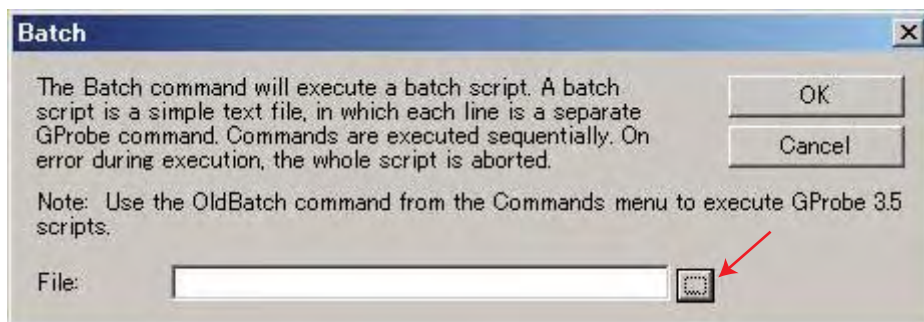 Batch
The Batch command will execute a batch script. A batch
script is a simple text file, in which each line is a separate
GProbe command. Commands are executed sequentially. On
error during execution, the whole script is aborted.
OK
Cancel
Note: Use the OldBatch command from the Commands menu to execute GProbe 3.5
scripts.
File:
...